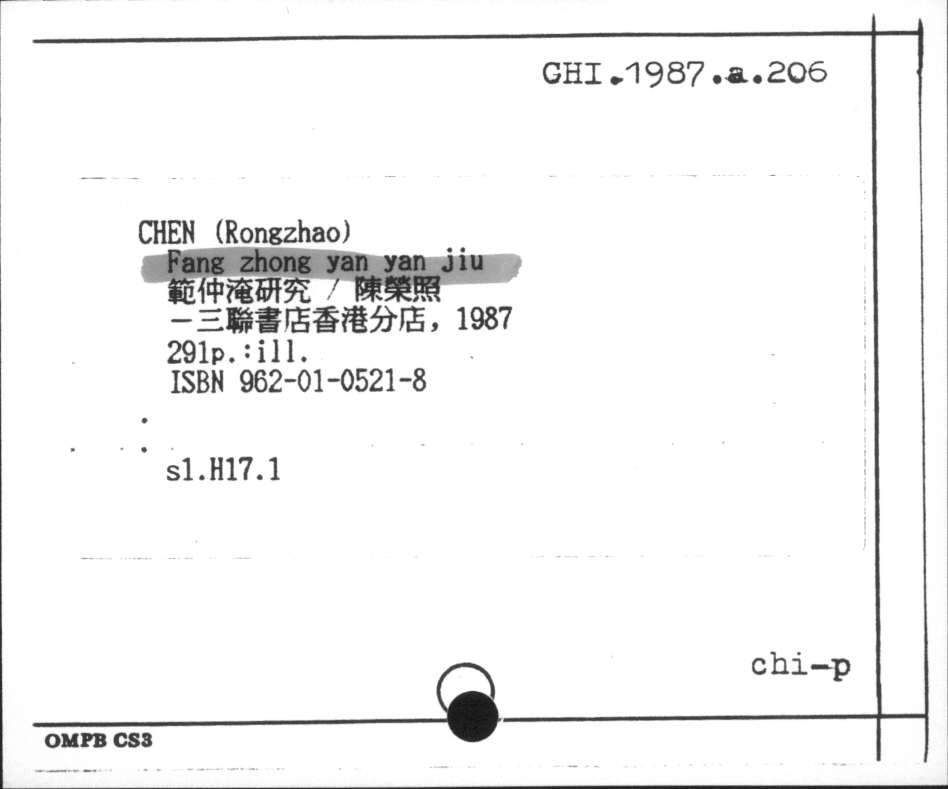 GHI.1987.a.206
CHEN (Rongzhao)
Fang zhong yan yan jiu
範仲淹研究 / 陳榮照
－三聯書店香港分店, 1987
291p.:ill.
ISBN 962-01-0521-8
.
.
s1.H17.1
chi-p
OMPB CS3